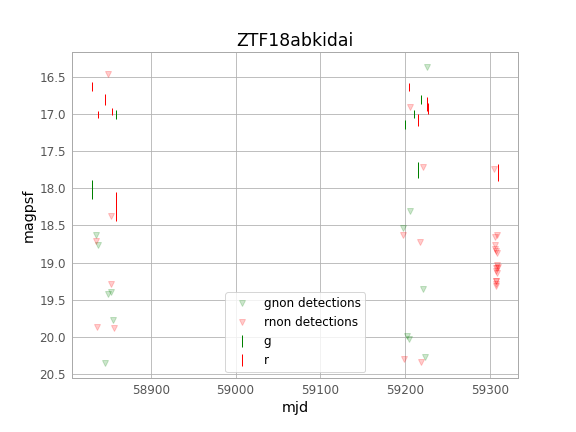 ZTF18abkidai
16.5
17.0
17.5
18.0
18.5
19.0
19.5
20.0
20.5
magpsf
gnon detections
rnon detections
g
r
58900 59000 59100 59200 59300
mjd